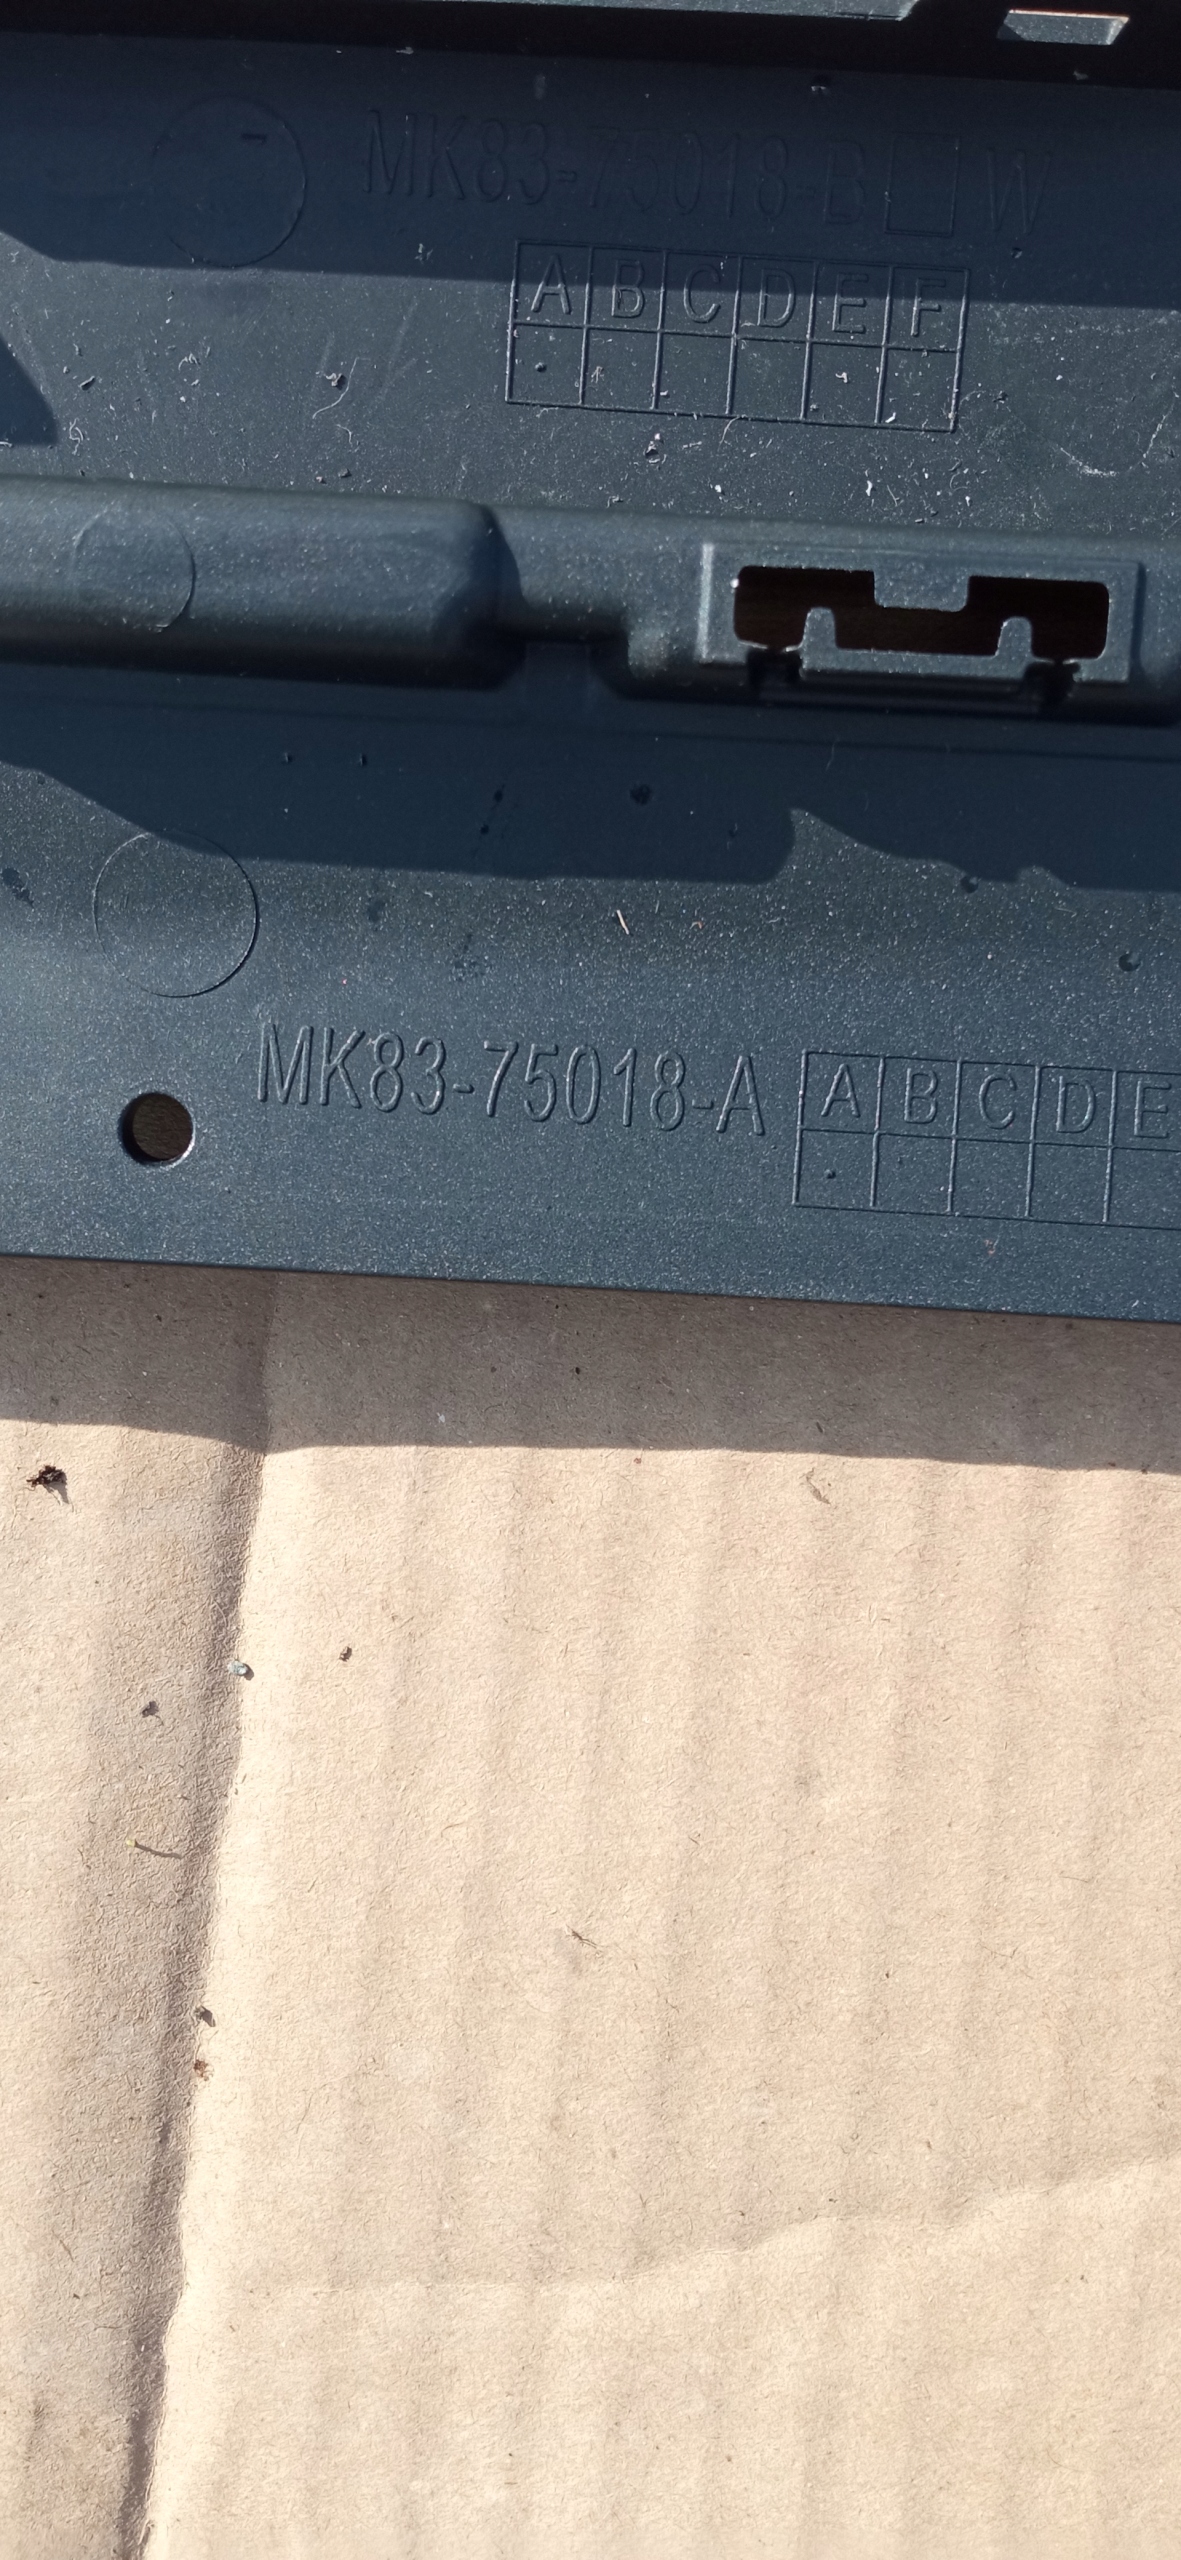 MK83-75018-B W
A B C D E F
MK83-75018-A
A B C D E